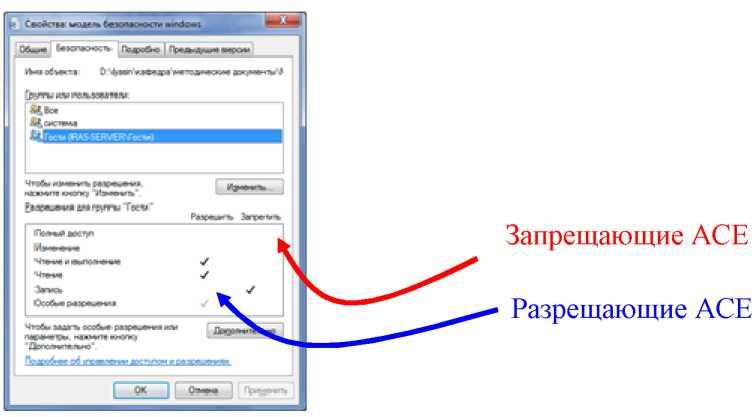 Свойства: модель безопасности windows
Общие Безопасность Подробно Предыдущие версии
Имя объекта: D:\lyasin\кафедра\методические документы\
Группы или пользователи:
Все
система
Гости (IRAS-SERVER\Гости)
Чтобы изменить разрешения,
нажмите кнопку "Изменить".
Изменить...
Разрешения для группы "Гости"
Разрешить Запретить
Полный доступ
Изменение
Чтение и выполнение
Чтение
Запись
Особые разрешения
Чтобы задать особые разрешения или
параметры, нажмите кнопку
"Дополнительно".
Дополнительно
Подробнее об управлении доступом и разрешениях
OK Отмена Применить
Запрещающие ACE
Разрещающие ACE